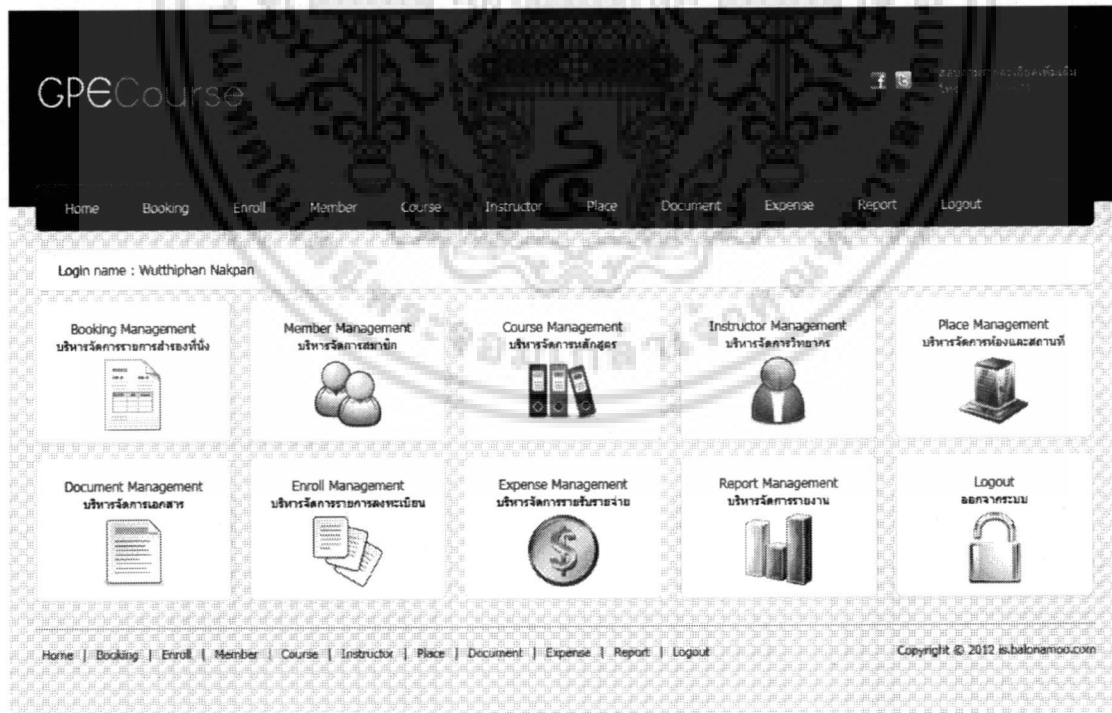 GPECourse
Home Booking Enroll Member Course Instructor Place Document Expense Report Logout
Login name : Wutthiphan Nakpan
Booking Management
บริหารจัดการรายการสำรองที่นั่ง
Member Management
บริหารจัดการสมาชิก
Course Management
บริหารจัดการหลักสูตร
Instructor Management
บริหารจัดการวิทยากร
Place Management
บริหารจัดการห้องและสถานที่
Document Management
บริหารจัดการเอกสาร
Enroll Management
บริหารจัดการรายการลงทะเบียน
Expense Management
บริหารจัดการรายรับรายจ่าย
Report Management
บริหารจัดการรายงาน
Logout
ออกจากระบบ
Home | Booking | Enroll | Member | Course | Instructor | Place | Document | Expense | Report | Logout
Copyright © 2012 is.balonamoo.com